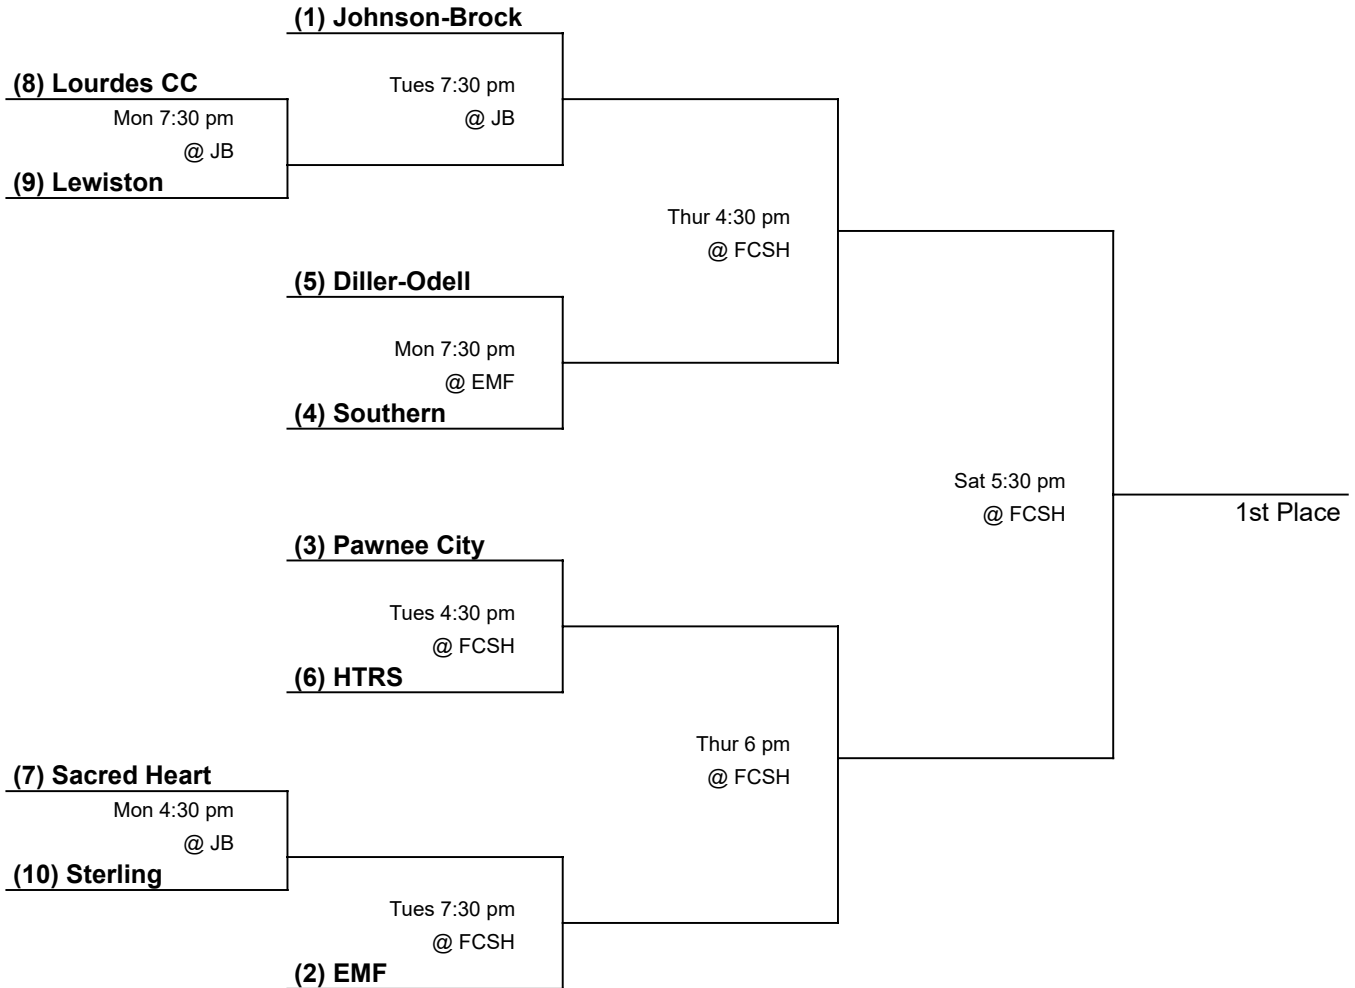 (1) Johnson-Brock
(8) Lourdes CC
Tues 7:30 pm
@ JB
Mon 7:30 pm
@ JB
(9) Lewiston
Thur 4:30 pm
@ FCSH
(5) Diller-Odell
Mon 7:30 pm
@ EMF
(4) Southern
Sat 5:30 pm
@ FCSH
1st Place
(3) Pawnee City
Tues 4:30 pm
@ FCSH
(6) HTRS
Thur 6 pm
@ FCSH
(7) Sacred Heart
Mon 4:30 pm
@ JB
(10) Sterling
Tues 7:30 pm
@ FCSH
(2) EMF